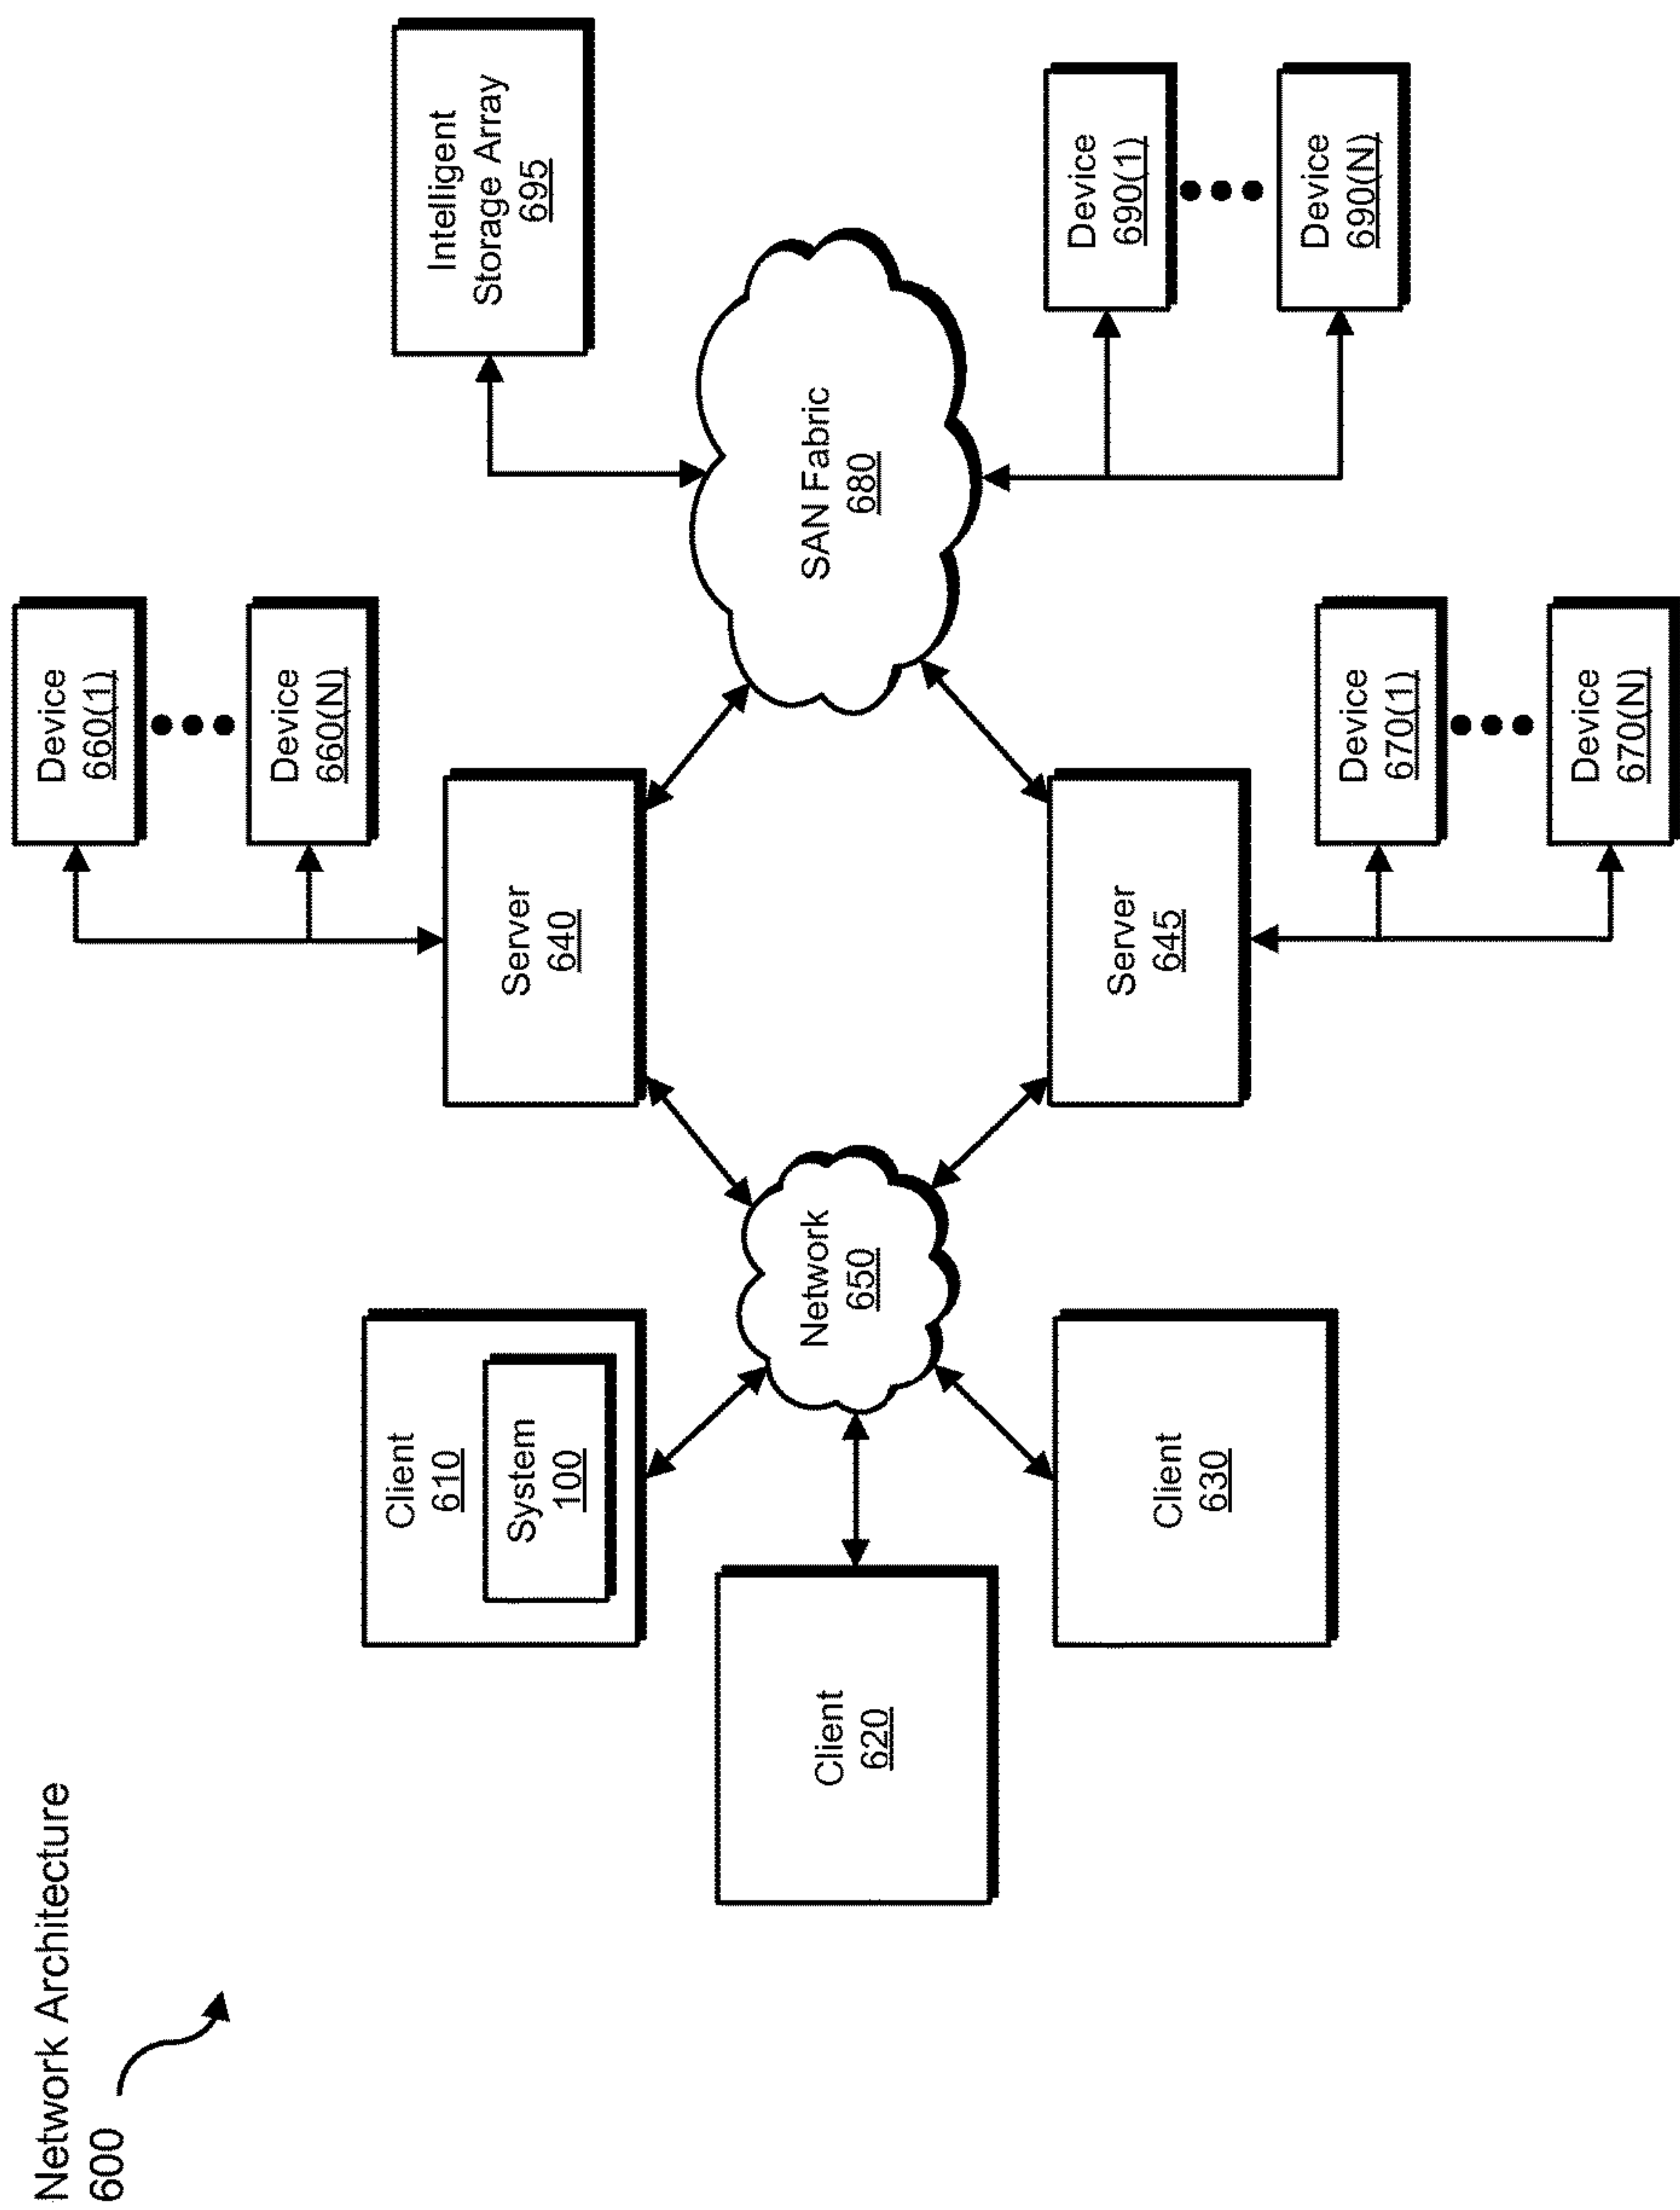 Network Architecture
600
Client
610
System
100
Client
620
Client
630
Network
650
Server
640
Server
645
Device
660(1)
Device
660(N)
Device
670(1)
Device
670(N)
SAN Fabric
680
Intelligent
Storage Array
695
Device
690(1)
Device
690(N)